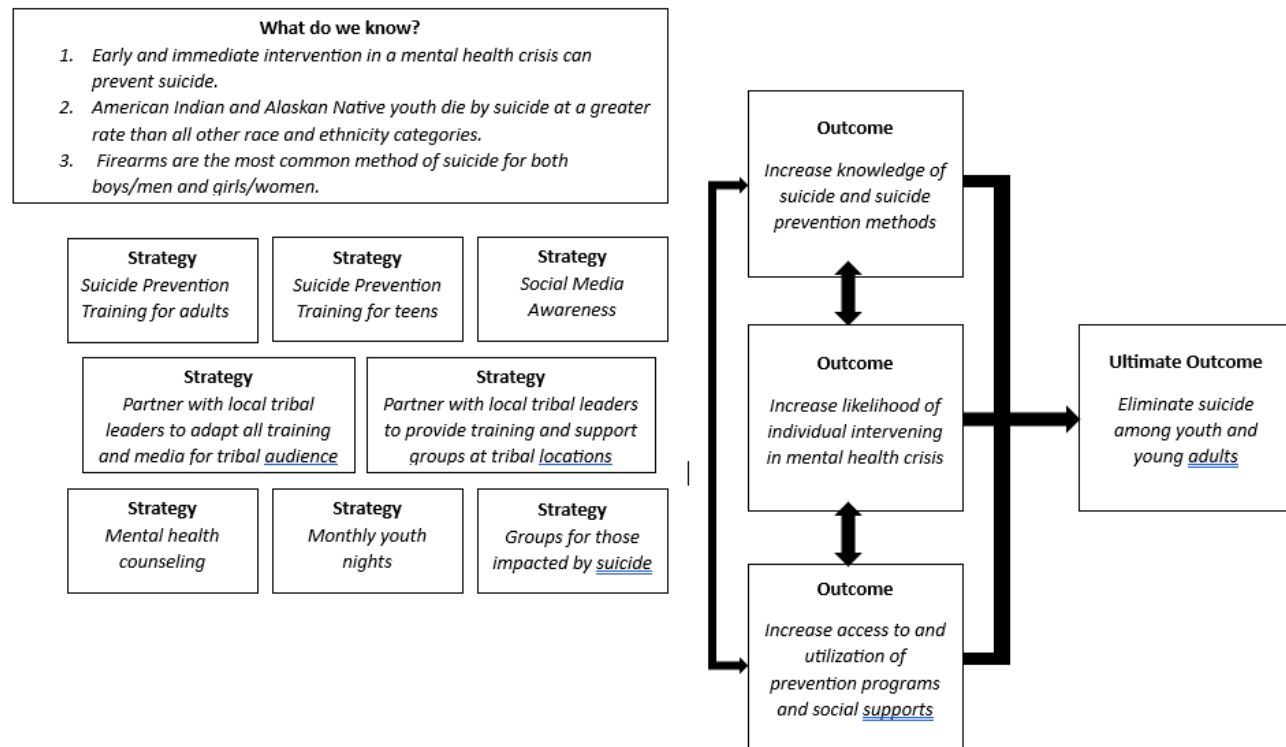 What do we know?
1. Early and immediate intervention in a mental health crisis can
prevent suicide.
2. American Indian and Alaskan Native youth die by suicide at a greater
rate than all other race and ethnicity categories.
3. Firearms are the most common method of suicide for both
boys/men and girls/women.
Strategy
Suicide Prevention
Training for adults
Strategy
Suicide Prevention
Training for teens
Strategy
Social Media
Awareness
Strategy
Partner with local tribal
leaders to adapt all training
and media for tribal audience
Strategy
Partner with local tribal leaders
to provide training and support
groups at tribal locations
Strategy
Mental health
counseling
Strategy
Monthly youth
nights
Strategy
Groups for those
impacted by suicide
Outcome
Increase knowledge of
suicide and suicide
prevention methods
Outcome
Increase likelihood of
individual intervening
in mental health crisis
Outcome
Increase access to and
utilization of
prevention programs
and social supports
Ultimate Outcome
Eliminate suicide
among youth and
young adults